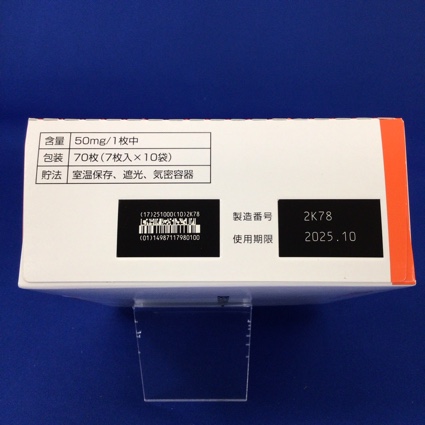 含量 50mg/1枚中
包装 70枚(7枚入×10袋)
貯法 室温保存、遮光、気密容器
(17)251000(10)2K78
(01)14987117980100
製造番号 2K78
使用期限 2025.10